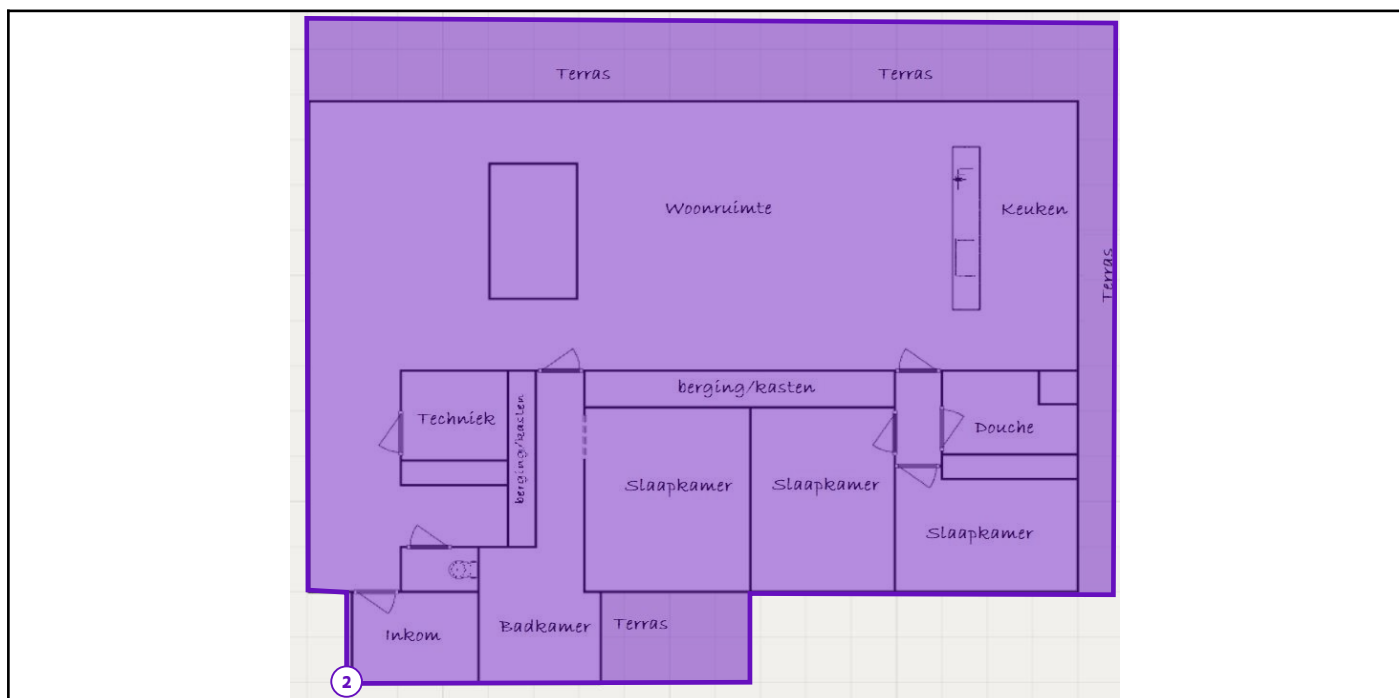 Terras
Terras
Woonruimte
Keuken
Terras
berging/kasten
Techniek
berging/kasten
Douche
Slaapkamer
Slaapkamer
Slaapkamer
Inkom
Badkamer
Terras
2